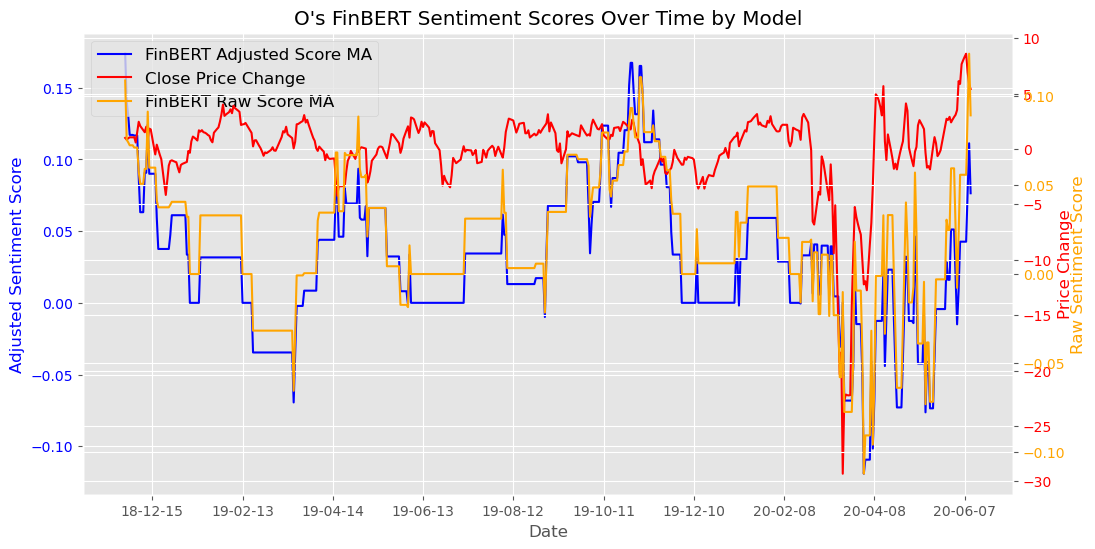 O's FinBERT Sentiment Scores Over Time by Model
FinBERT Adjusted Score MA
Close Price Change
FinBERT Raw Score MA
Adjusted Sentiment Score
0.15
0.10
0.05
0.00
−0.05
−0.10
10
5
0
−5
−10
−15
−20
−25
−30
Price Change
0.10
0.05
0.00
−0.05
−0.10
Raw Sentiment Score
18-12-15 19-02-13 19-04-14 19-06-13 19-08-12 19-10-11 19-12-10 20-02-08 20-04-08 20-06-07
Date